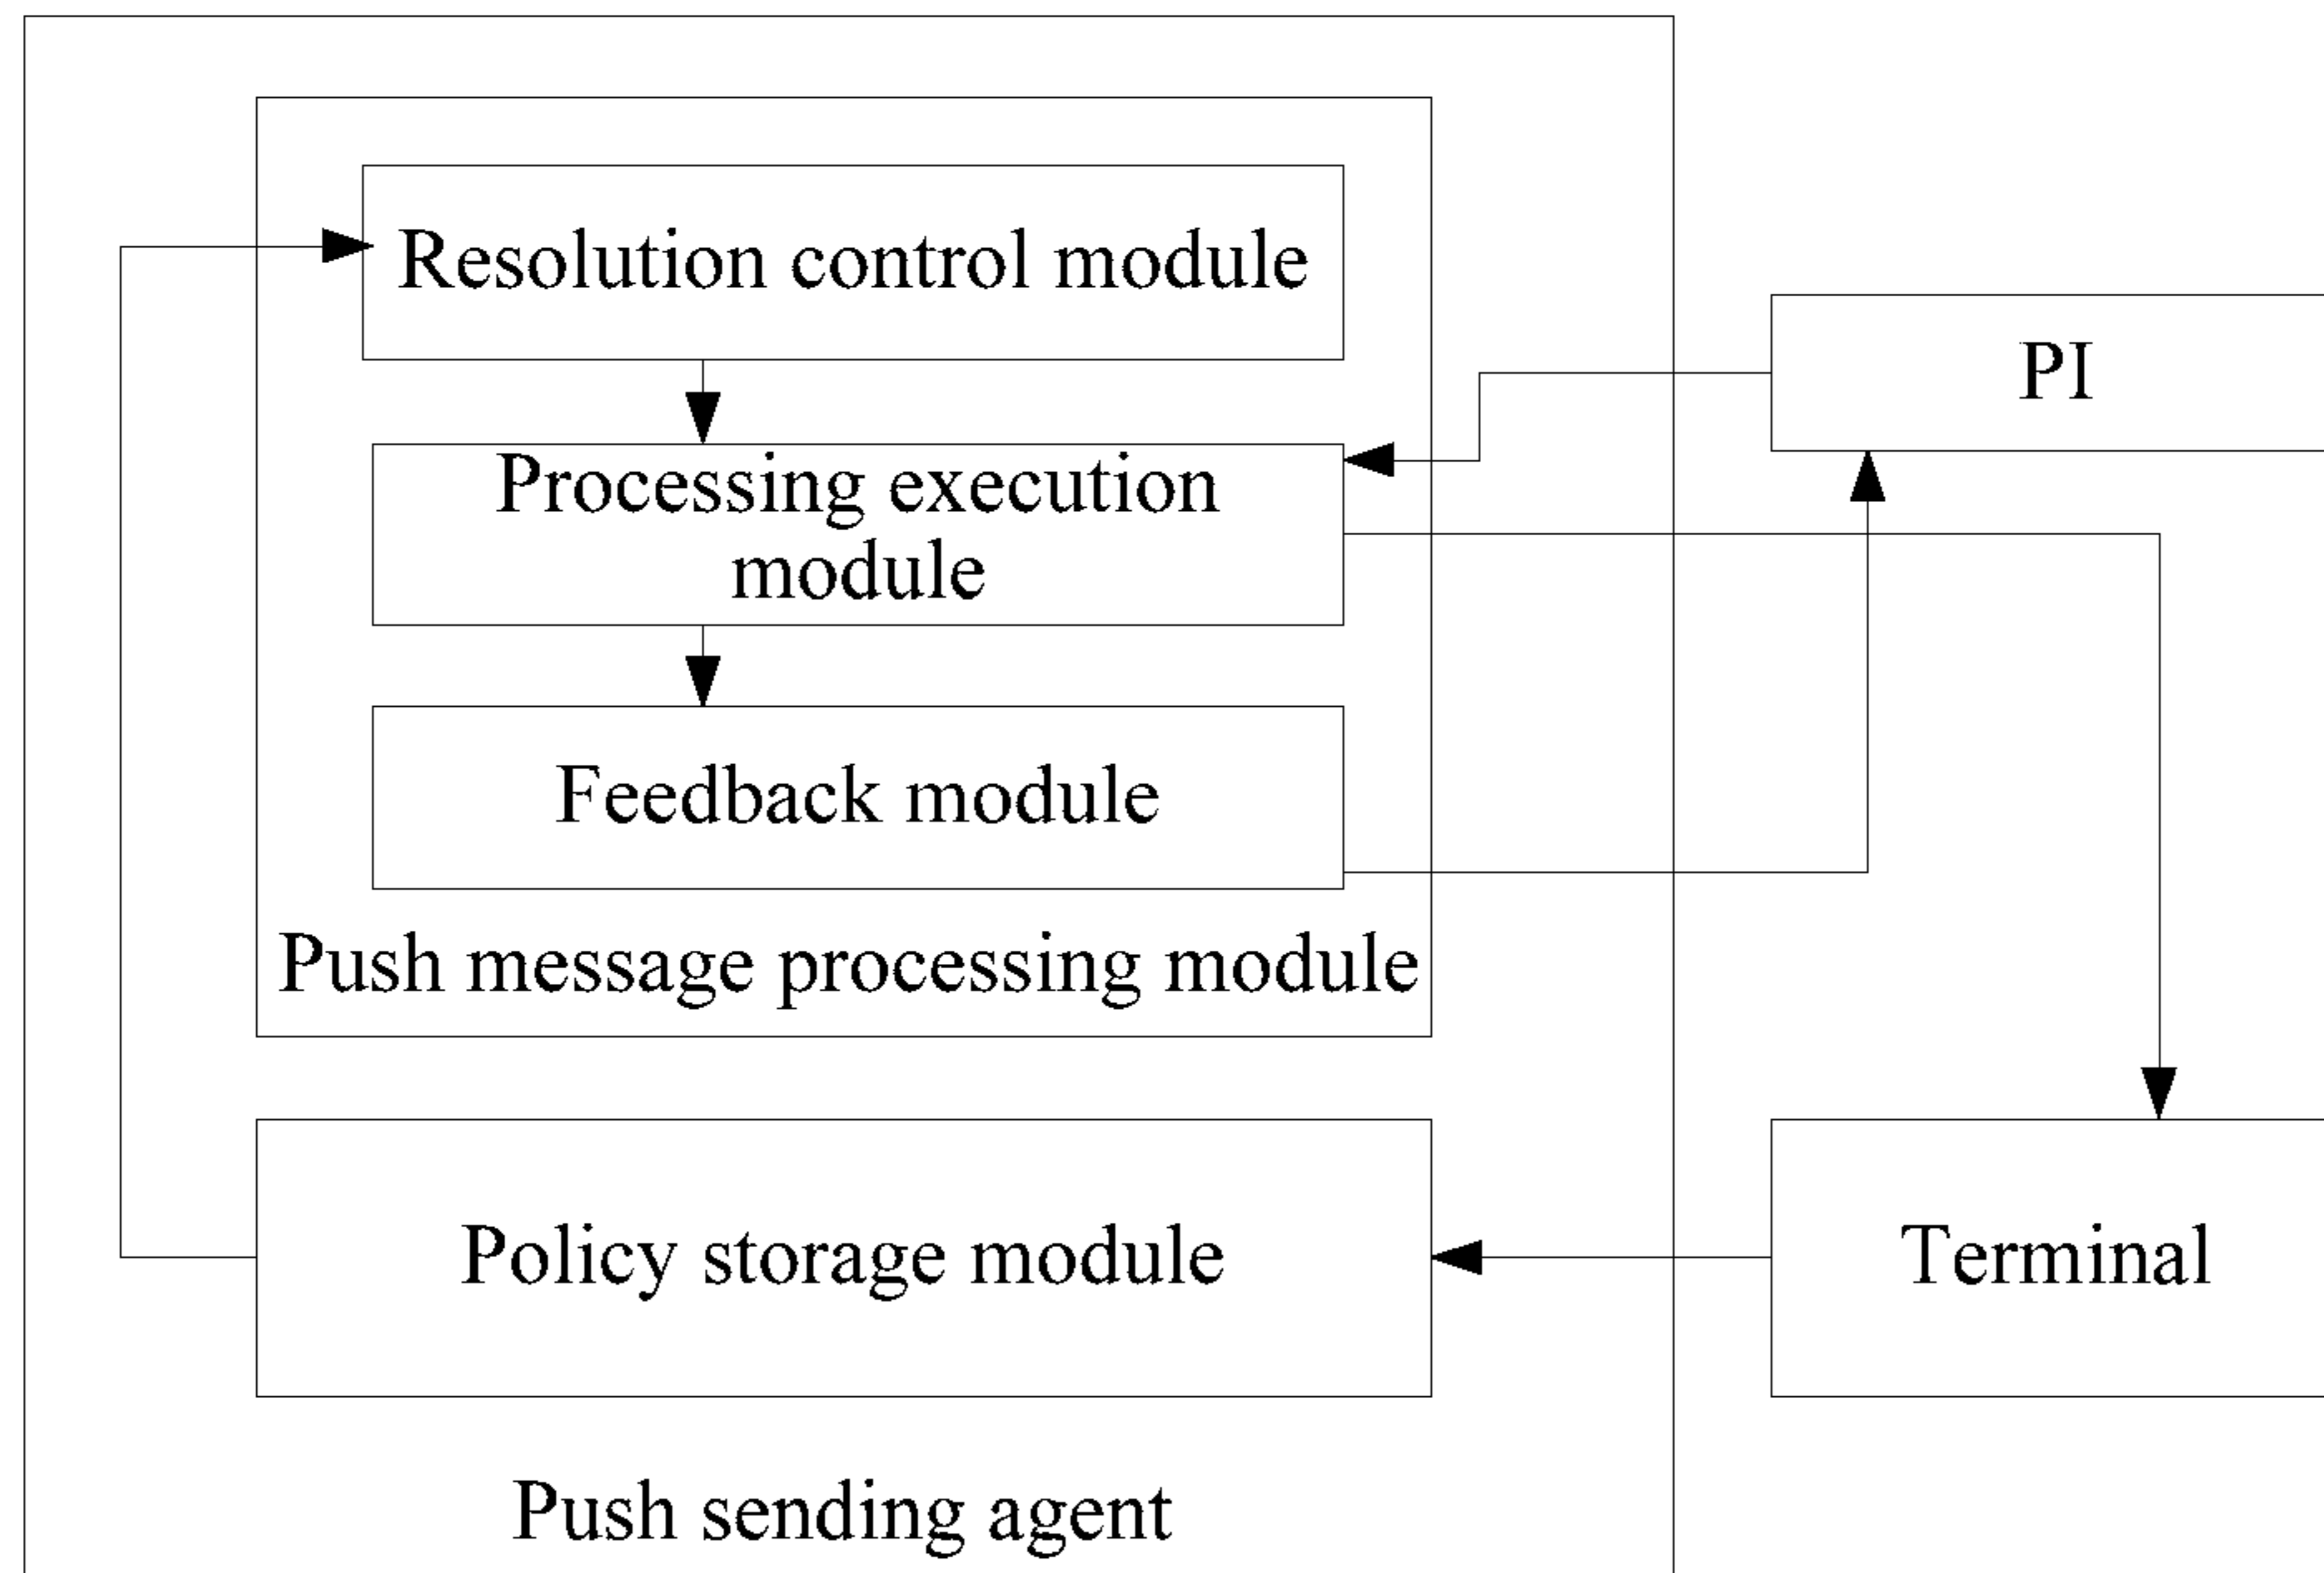 Resolution control module
PI
Processing execution
module
Feedback module
Push message processing module
Policy storage module
Terminal
Push sending agent